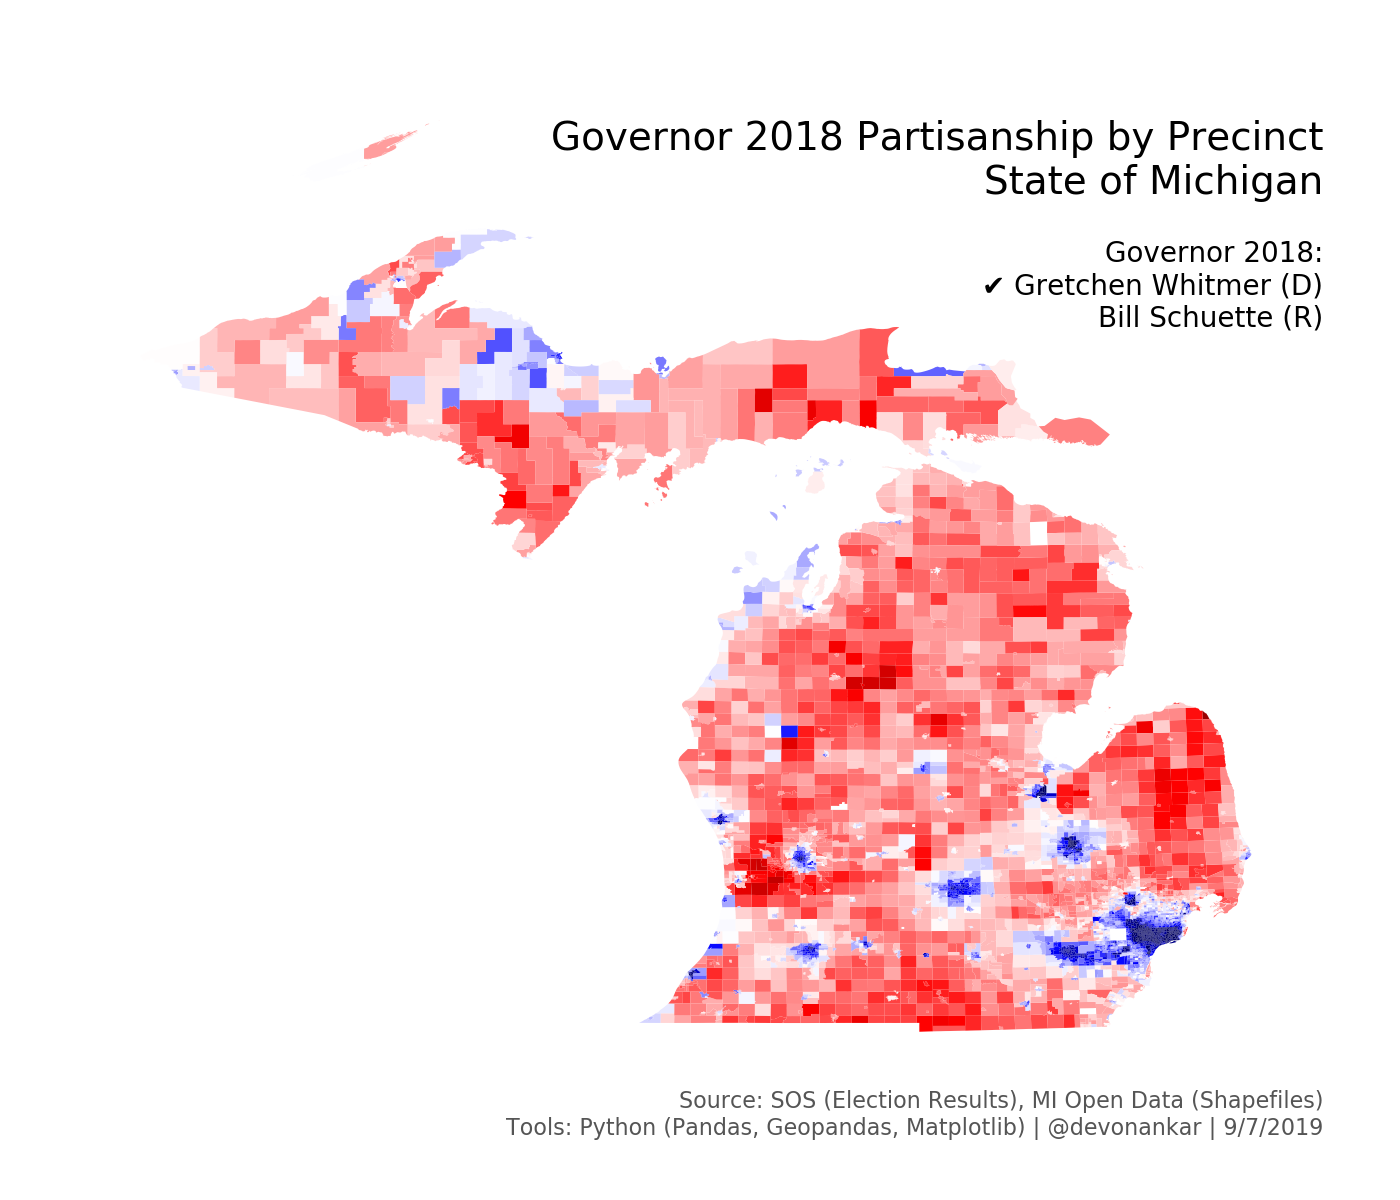 Governor 2018 Partisanship by Precinct
State of Michigan
Governor 2018:
✔ Gretchen Whitmer (D)
Bill Schuette (R)
Source: SOS (Election Results), MI Open Data (Shapefiles)
Tools: Python (Pandas, Geopandas, Matplotlib) | @devonankar | 9/7/2019